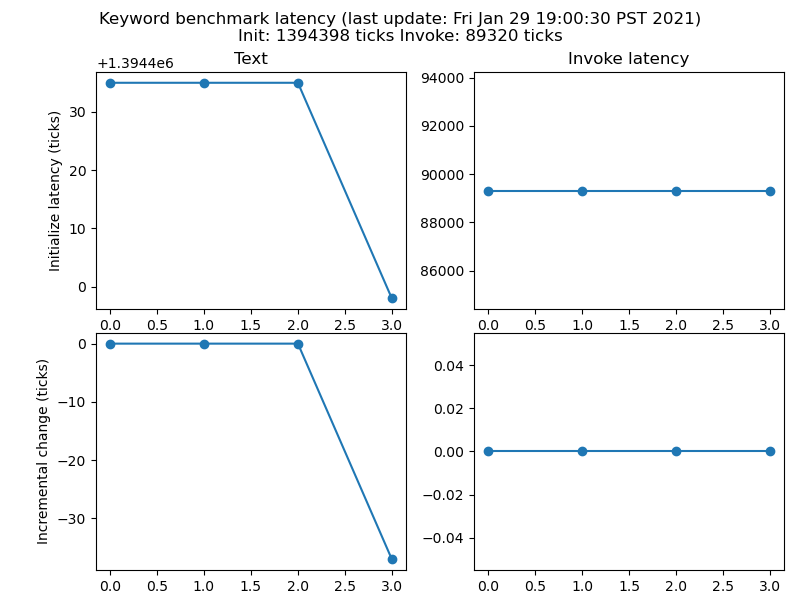 Keyword benchmark latency (last update: Fri Jan 29 19:00:30 PST 2021)
Init: 1394398 ticks Invoke: 89320 ticks
Text
Invoke latency
+1.3944e6
Initialize latency (ticks)
30
20
10
0
0.0 0.5 1.0 1.5 2.0 2.5 3.0
94000
92000
90000
88000
86000
0.0 0.5 1.0 1.5 2.0 2.5 3.0
Incremental change (ticks)
0
−10
−20
−30
0.0 0.5 1.0 1.5 2.0 2.5 3.0
0.04
0.02
0.00
−0.02
−0.04
0.0 0.5 1.0 1.5 2.0 2.5 3.0